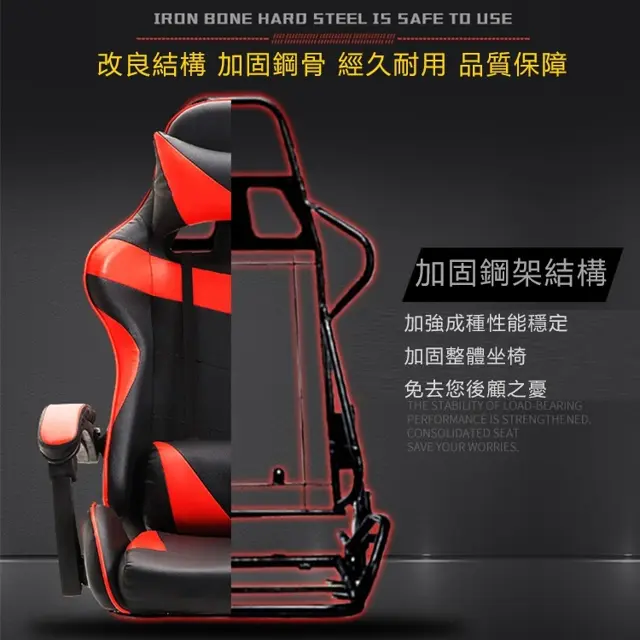 IRON BONE HARD STEEL IS SAFE TO USE
改良結構 加固鋼骨 經久耐用 品質保障
加固鋼架結構
加強成種性能穩定
加固整體坐椅
免去您後顧之憂
THE STABILITY OF LOAD-BEARING
PERFORMANCE IS STRENGTHENED,
CONSOLIDATED SEAT
SAVE YOUR WORRIES.